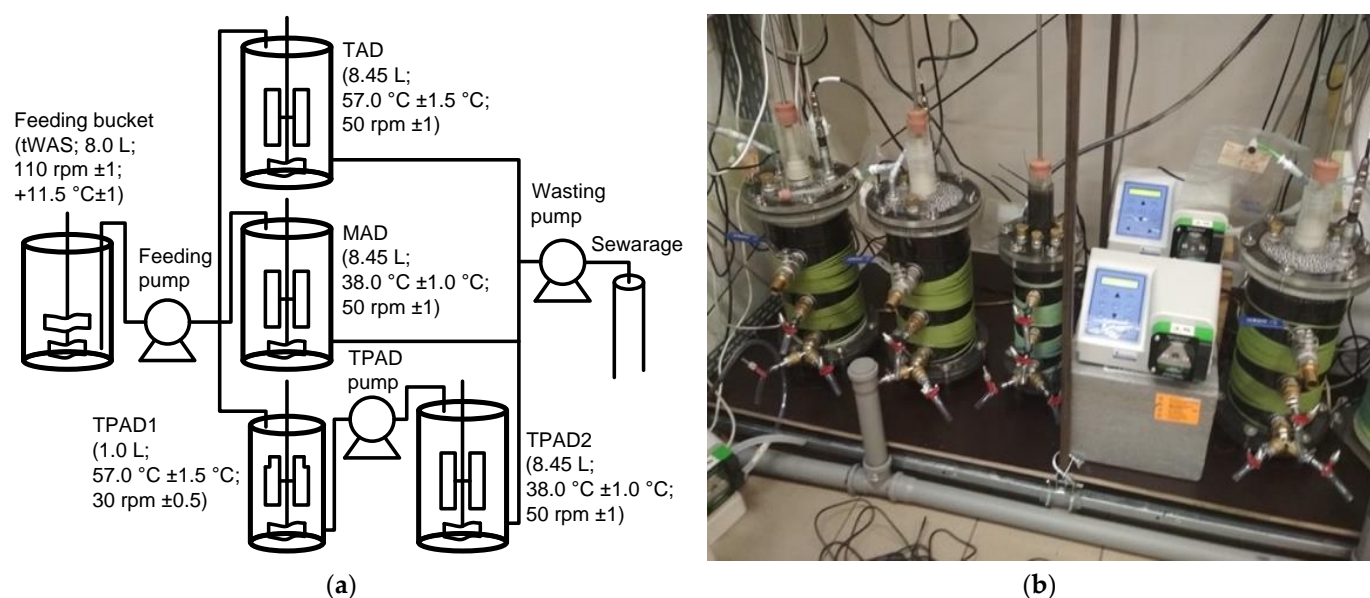 TAD
(8.45 L;
57.0 °C ±1.5 °C;
50 rpm ±1)
Feeding bucket
(tWAS; 8.0 L;
110 rpm ±1;
+11.5 °C±1)
Feeding
pump
MAD
(8.45 L;
38.0 °C ±1.0 °C;
50 rpm ±1)
Wasting
pump
Sewarage
TPAD
pump
TPAD1
(1.0 L;
57.0 °C ±1.5 °C;
30 rpm ±0.5)
TPAD2
(8.45 L;
38.0 °C ±1.0 °C;
50 rpm ±1)
(a)
(b)